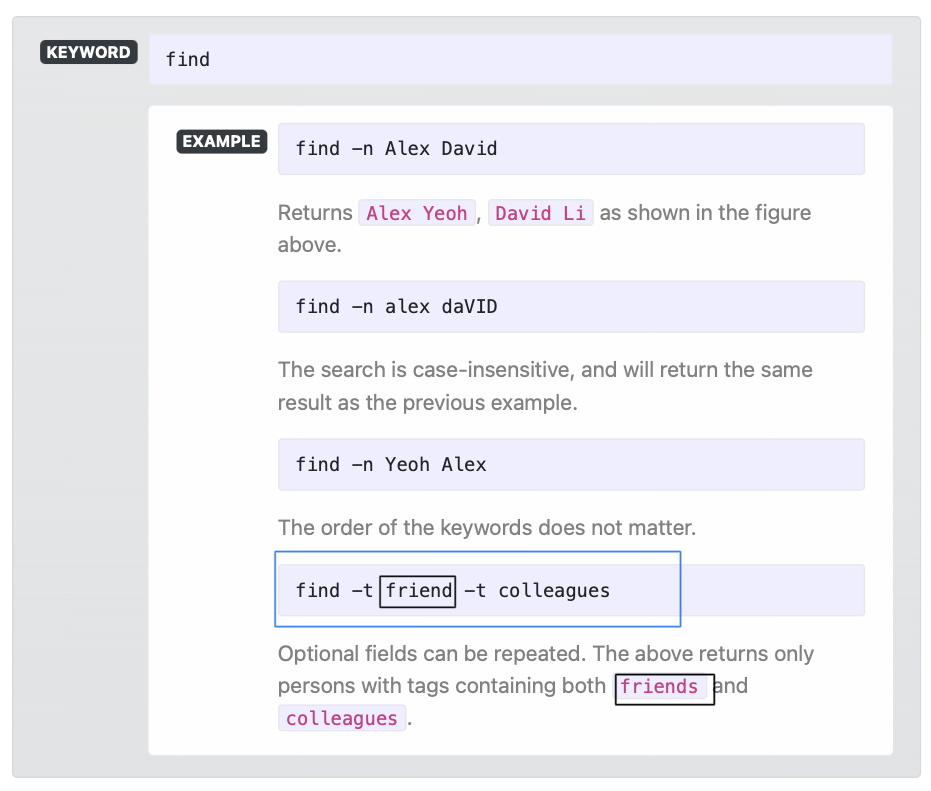 KEYWORD
find
EXAMPLE
find -n Alex David
Returns Alex Yeoh, David Li as shown in the figure
above.
find -n alex daVID
The search is case-insensitive, and will return the same
result as the previous example.
find -n Yeoh Alex
The order of the keywords does not matter.
find -t friend -t colleagues
Optional fields can be repeated. The above returns only
persons with tags containing both friends and
colleagues.